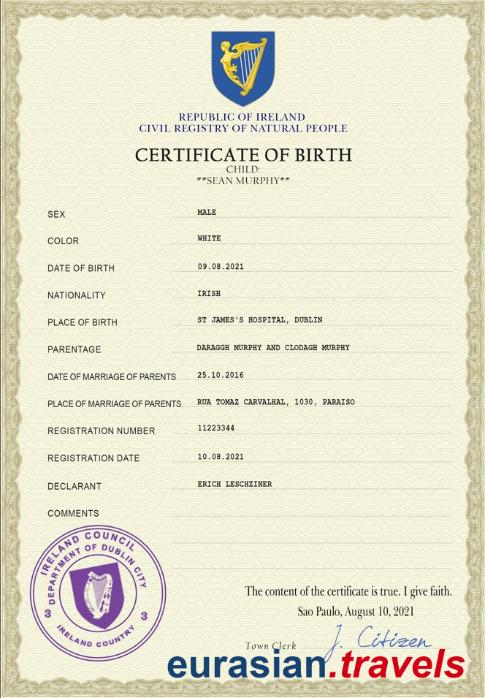 REPUBLIC OF IRELAND
CIVIL REGISTRY OF NATURAL PEOPLE
CERTIFICATE OF BIRTH
CHILD:
**SEAN MURPHY**
SEX MALE
COLOR WHITE
DATE OF BIRTH 09.08.2021
NATIONALITY IRISH
PLACE OF BIRTH ST JAMES'S HOSPITAL, DUBLIN
PARENTAGE DARAGGH MURPHY AND CLODAGH MURPHY
DATE OF MARRIAGE OF PARENTS 25.10.2016
PLACE OF MARRIAGE OF PARENTS RUA TOMAZ CARVALHAL, 1030, PARAISO
REGISTRATION NUMBER 11223344
REGISTRATION DATE 10.08.2021
DECLARANT ERICH LESCHZINER
COMMENTS
IRELAND COUNCIL
DEPARTMENT OF DUBLIN CITY
3 3
IRELAND COUNTRY
The content of the certificate is true. I give faith.
Sao Paulo, August 10, 2021
Town Clerk J. Citizen
eurasian.travels